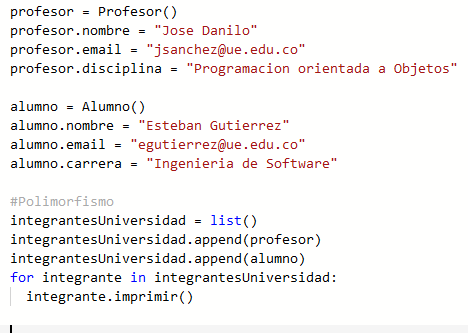 profesor = Profesor()
profesor.nombre = "Jose Danilo"
profesor.email = "jsanchez@ue.edu.co"
profesor.disciplina = "Programacion orientada a Objetos"
alumno = Alumno()
alumno.nombre = "Esteban Gutierrez"
alumno.email = "egutierrez@ue.edu.co"
alumno.carrera = "Ingenieria de Software"
#Polimorfismo
integrantesUniversidad = list()
integrantesUniversidad.append(profesor)
integrantesUniversidad.append(alumno)
for integrante in integrantesUniversidad:
  integrante.imprimir()